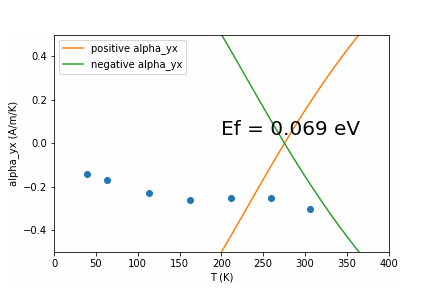 positive alpha_yx
negative alpha_yx
Ef = 0.069 eV
alpha_yx (A/m/K)
0.4
0.2
0.0
−0.2
−0.4
0 50 100 150 200 250 300 350 400
T (K)